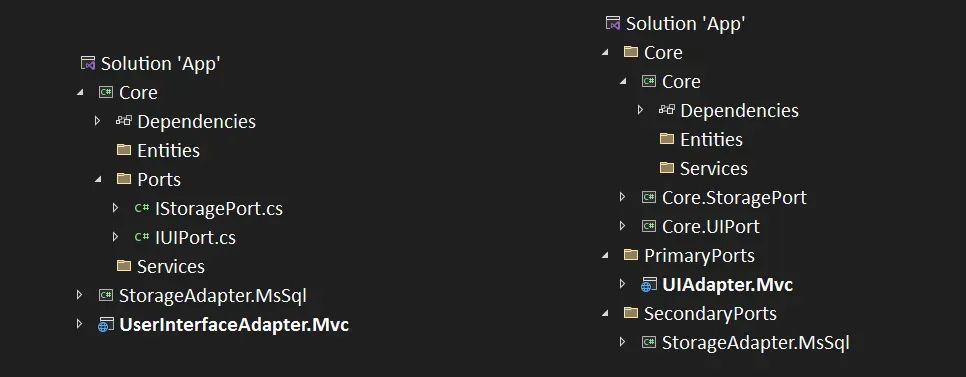 Solution 'App'
Core
Dependencies
Entities
Ports
C# IStoragePort.cs
C# IUIPort.cs
Services
C# StorageAdapter.MsSql
UserInterfaceAdapter.Mvc
Solution 'App'
Core
C# Core
Dependencies
Entities
Services
C# Core.StoragePort
C# Core.UIPort
PrimaryPorts
UIAdapter.Mvc
SecondaryPorts
C# StorageAdapter.MsSql